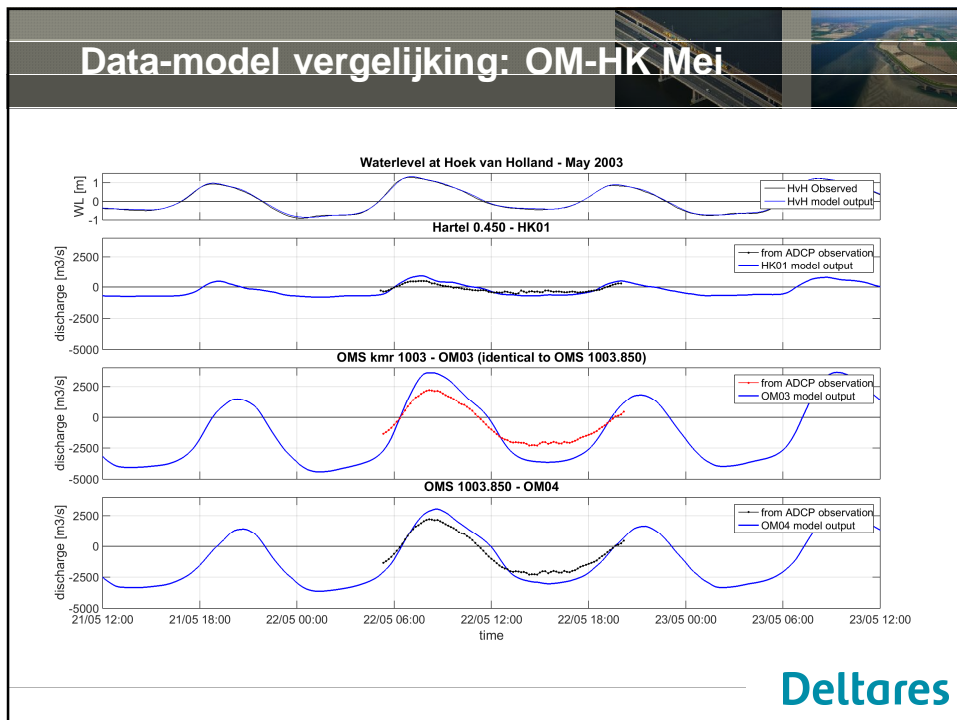 Data-model vergelijking: OM-HK Mei
Waterlevel at Hoek van Holland - May 2003
WL [m]
1
0
-1
HvH Observed
HvH model output
Hartel 0.450 - HK01
discharge [m3/s]
2500
0
-2500
-5000
from ADCP observation
HK01 model output
OMS kmr 1003 - OM03 (identical to OMS 1003.850)
discharge [m3/s]
2500
0
-2500
-5000
from ADCP observation
OM03 model output
OMS 1003.850 - OM04
discharge [m3/s]
2500
0
-2500
-5000
from ADCP observation
OM04 model output
21/05 12:00 21/05 18:00 22/05 00:00 22/05 06:00 22/05 12:00 22/05 18:00 23/05 00:00 23/05 06:00 23/05 12:00
time
Deltares